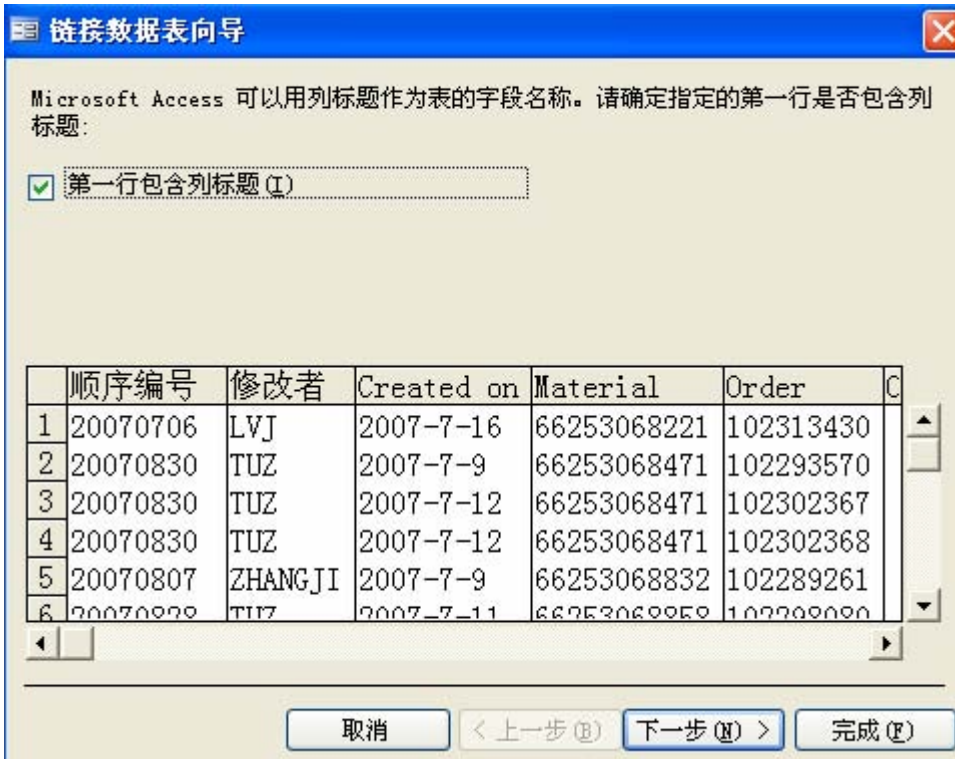 链接数据表向导
Microsoft Access 可以用列标题作为表的字段名称。请确定指定的第一行是否包含列
标题:
第一行包含列标题(I)
顺序编号 修改者 Created on Material Order C
1 20070706 LVJ 2007-7-16 66253068221 102313430
2 20070830 TUZ 2007-7-9 66253068471 102293570
3 20070830 TUZ 2007-7-12 66253068471 102302367
4 20070830 TUZ 2007-7-12 66253068471 102302368
5 20070807 ZHANGJI 2007-7-9 66253068832 102289261
6 TUZ 2007-7-11
取消 < 上一步(B) 下一步(N) > 完成(F)